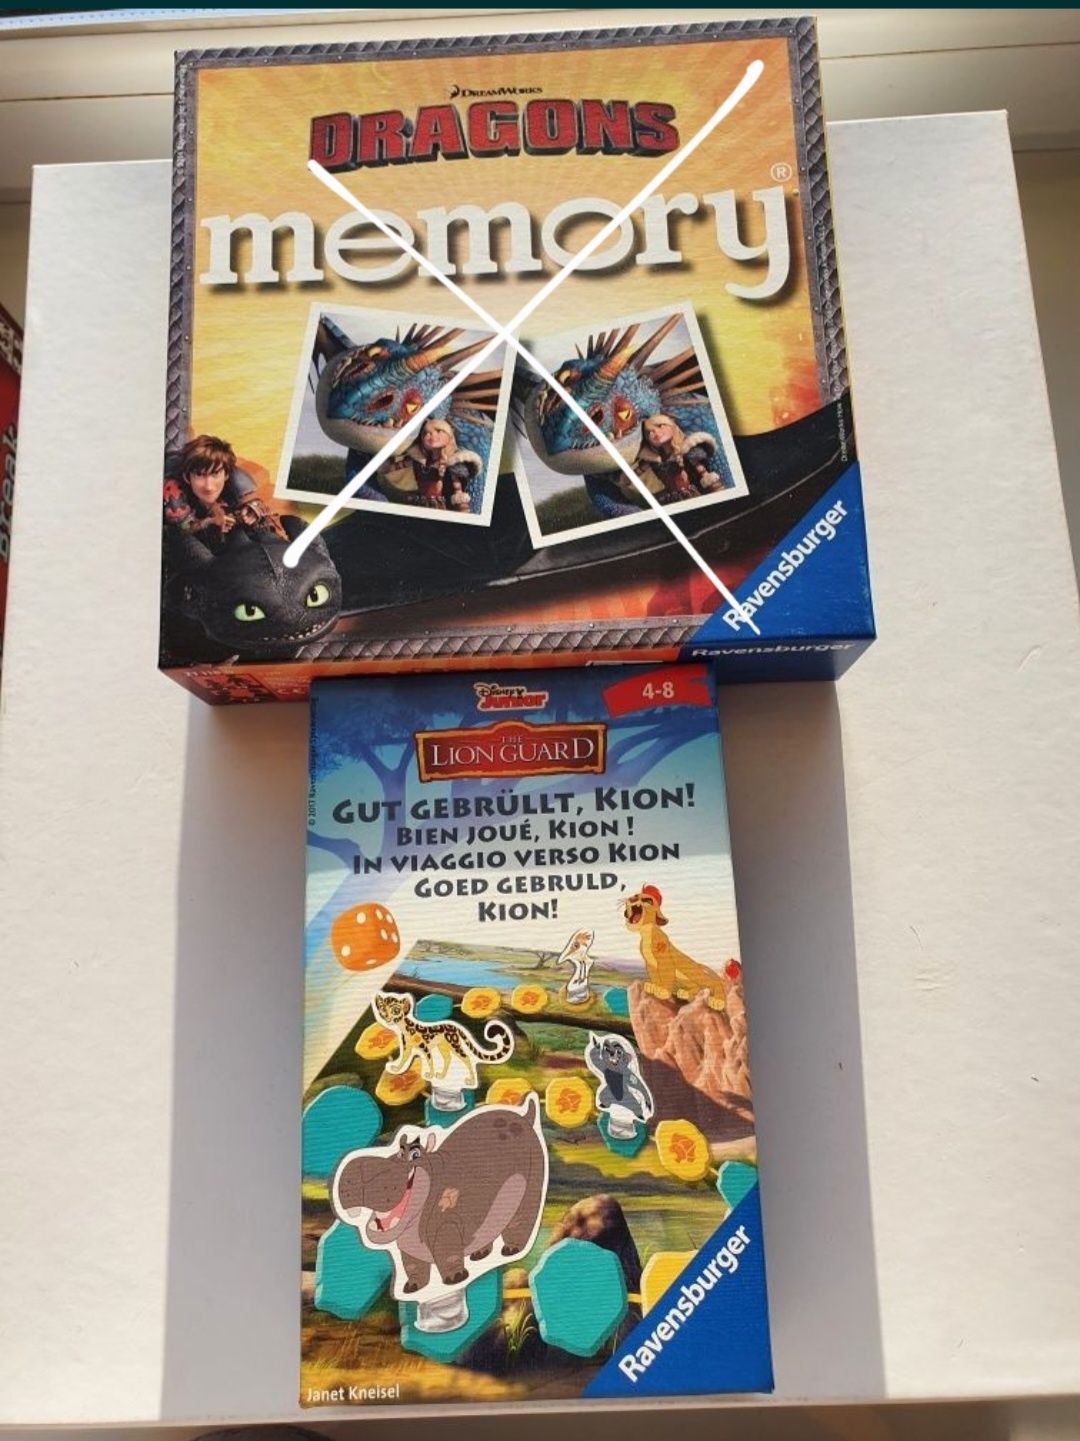 DREAMWORKS
DRAGONS
memory®
Ravensburger
Ravensburger
Disney Junior
4-8
THE
LION GUARD
GUT GEBRÜLLT, KION!
BIEN JOUÉ, KION !
IN VIAGGIO VERSO KION
GOED GEBRULD,
KION!
Ravensburger
Janet Kneisel